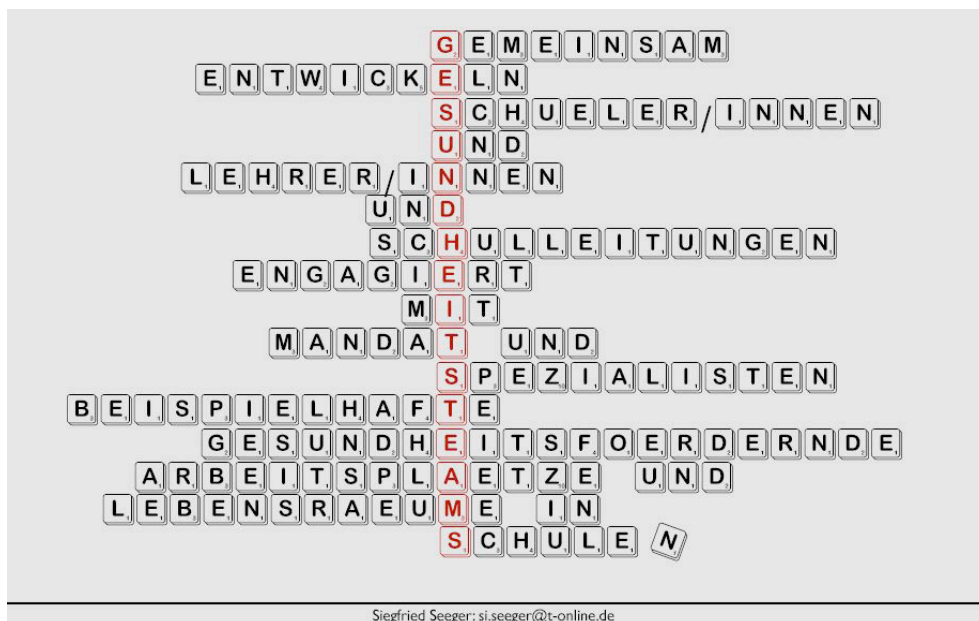 GEMEINSAM
ENTWICKELN
SCHUELER/INNEN
UND
LEHRER/INNEN
UND
SCHULLEITUNGEN
ENGAGIERT
MIT
MANDAT UND
SPEZIALISTEN
BEISPIELHAFTE
GESUNDHEITSFOERDERNDE
ARBEITSPLAETZE UND
LEBENSRAEUME IN
SCHULEN
Siegfried Seeger: si.seeger@t-online.de